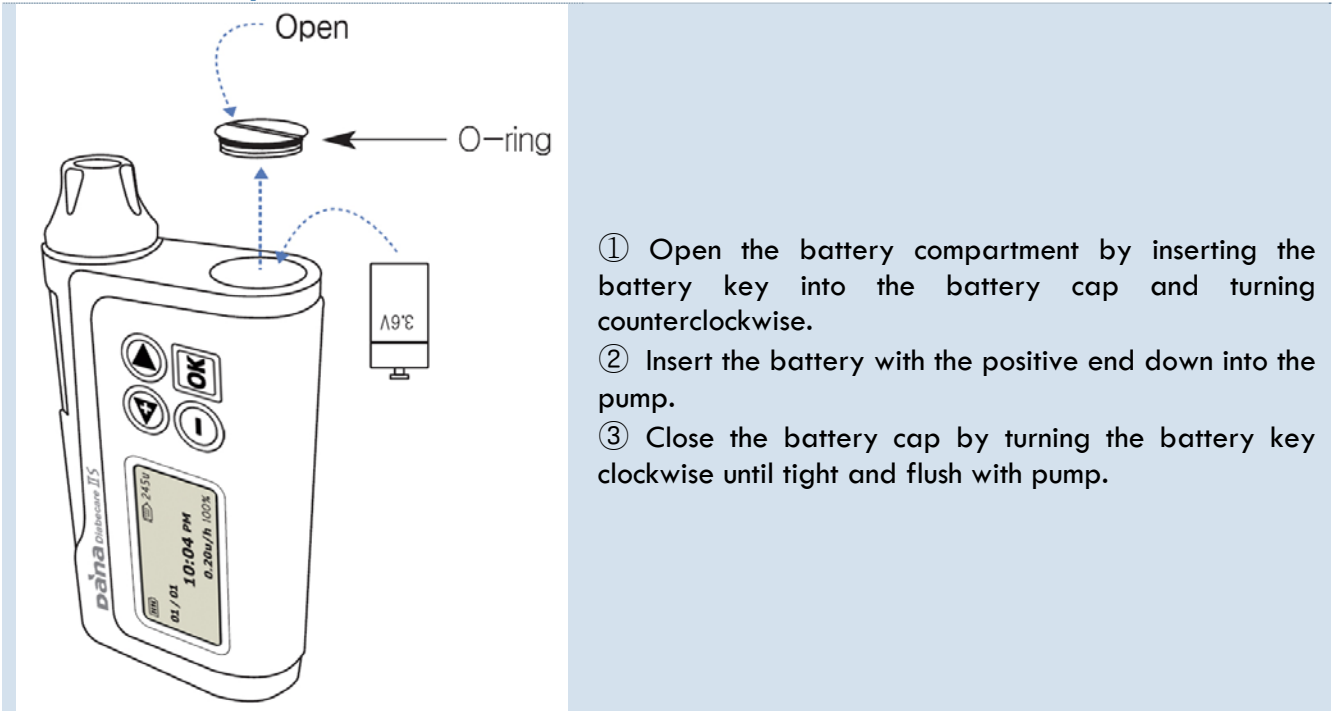 Open
O-ring
3.6V
OK
DANA Diabecare IIS
245u
10:04 PM
01/01
0.20u/h 100%
① Open the battery compartment by inserting the
battery key into the battery cap and turning
counterclockwise.
② Insert the battery with the positive end down into the
pump.
③ Close the battery cap by turning the battery key
clockwise until tight and flush with pump.